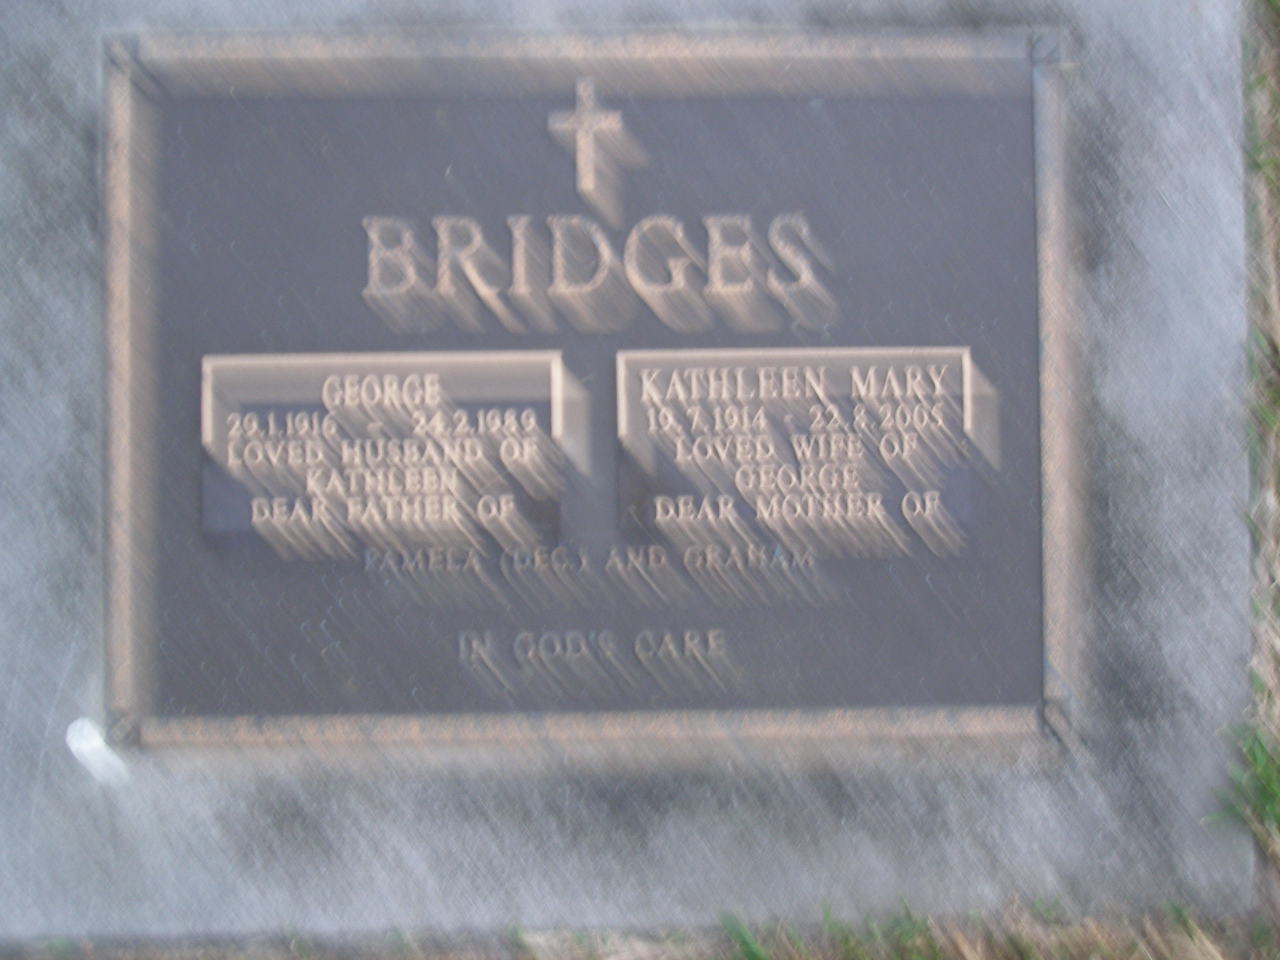 BRIDGES
GEORGE
29.1.1916 - 24.2.1989
LOVED HUSBAND OF
KATHLEEN
DEAR FATHER OF
KATHLEEN MARY
19.7.1914 - 22.8.2005
LOVED WIFE OF
GEORGE
DEAR MOTHER OF
PAMELA (DEC.) AND GRAHAM
IN GOD'S CARE